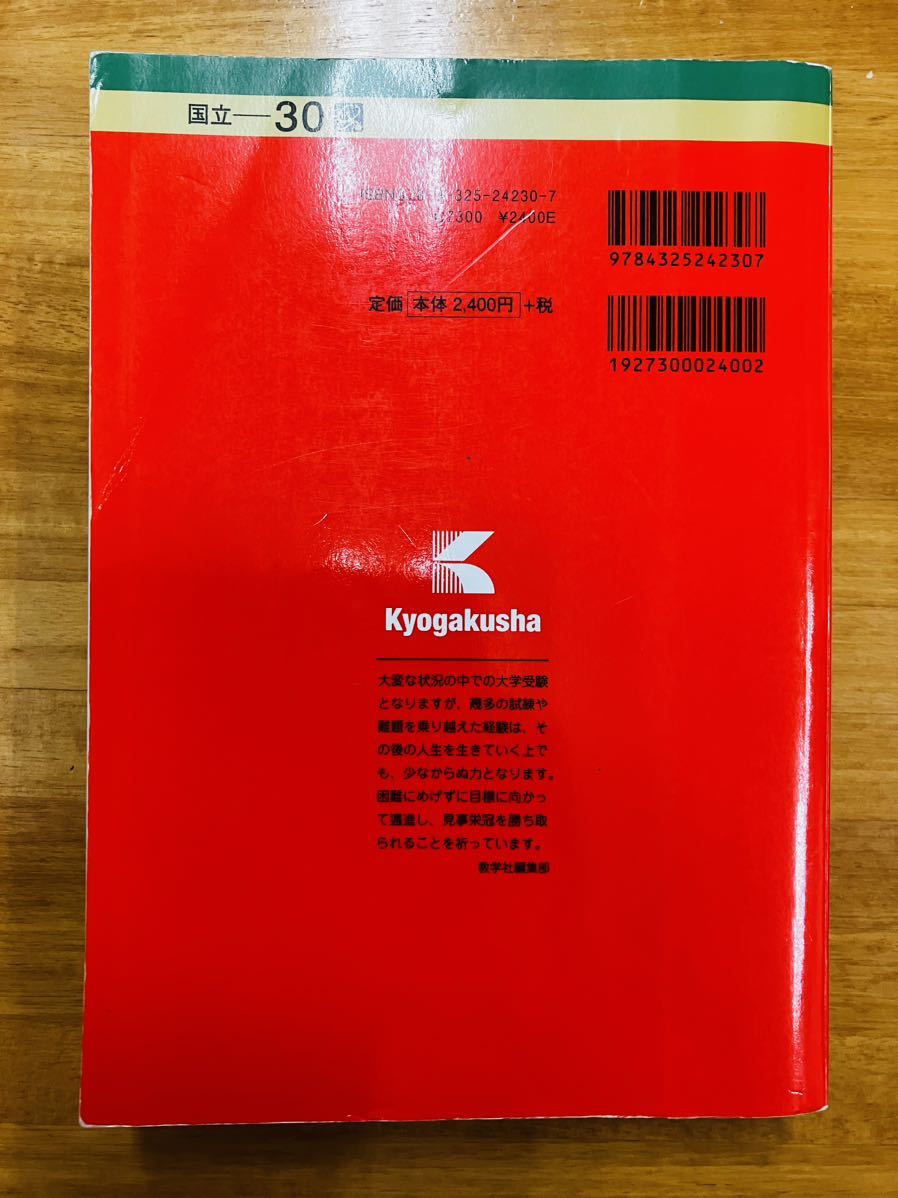 国立―30
ISBN978-4-325-24230-7
C7300 ¥2400E
9784325242307
定価 本体 2,400円 +税
1927300024002
Kyogakusha
大変な状況の中での大学受験
となりますが、幾多の試練や
難題を乗り越えた経験は、そ
の後の人生を生きていく上で
も、少なからぬ力となります。
困難にめげずに目標に向かっ
て邁進し、見事栄冠を勝ち取
られることを祈っています。
教学社編集部